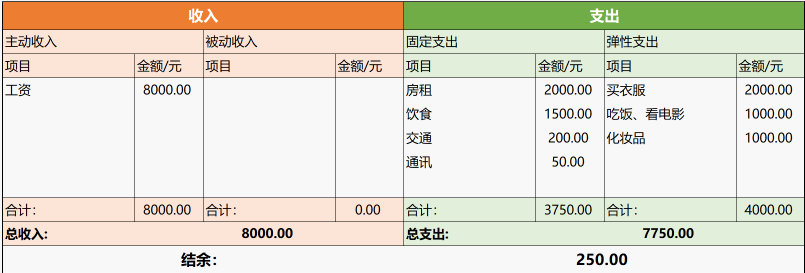 收入 支出
主动收入 被动收入 固定支出 弹性支出
项目 金额/元 项目 金额/元 项目 金额/元 项目 金额/元
工资 8000.00 房租 2000.00 买衣服 2000.00
饮食 1500.00 吃饭、看电影 1000.00
交通 200.00 化妆品 1000.00
通讯 50.00
合计： 8000.00 合计： 0.00 合计： 3750.00 合计： 4000.00
总收入: 8000.00 总支出: 7750.00
结余： 250.00